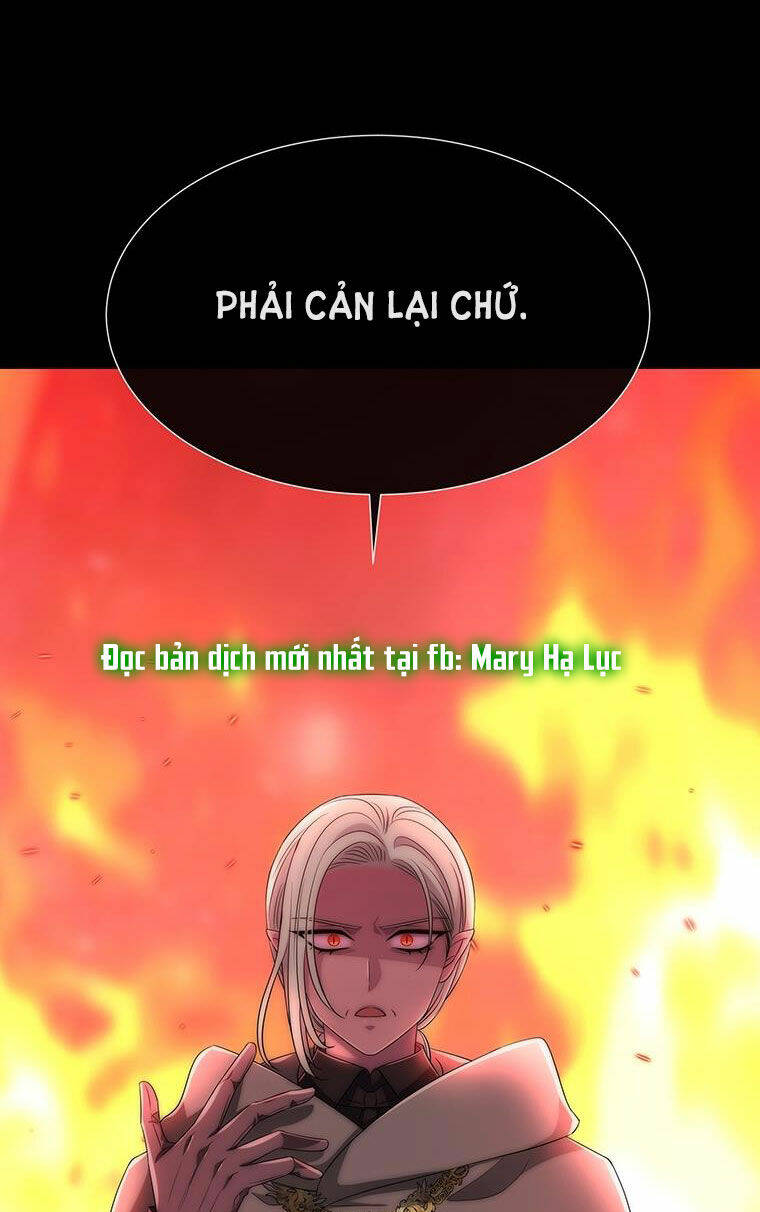 PHẢI CẢN LẠI CHỨ.
Đọc bản dịch mới nhất tại fb: Mary Hạ Lục